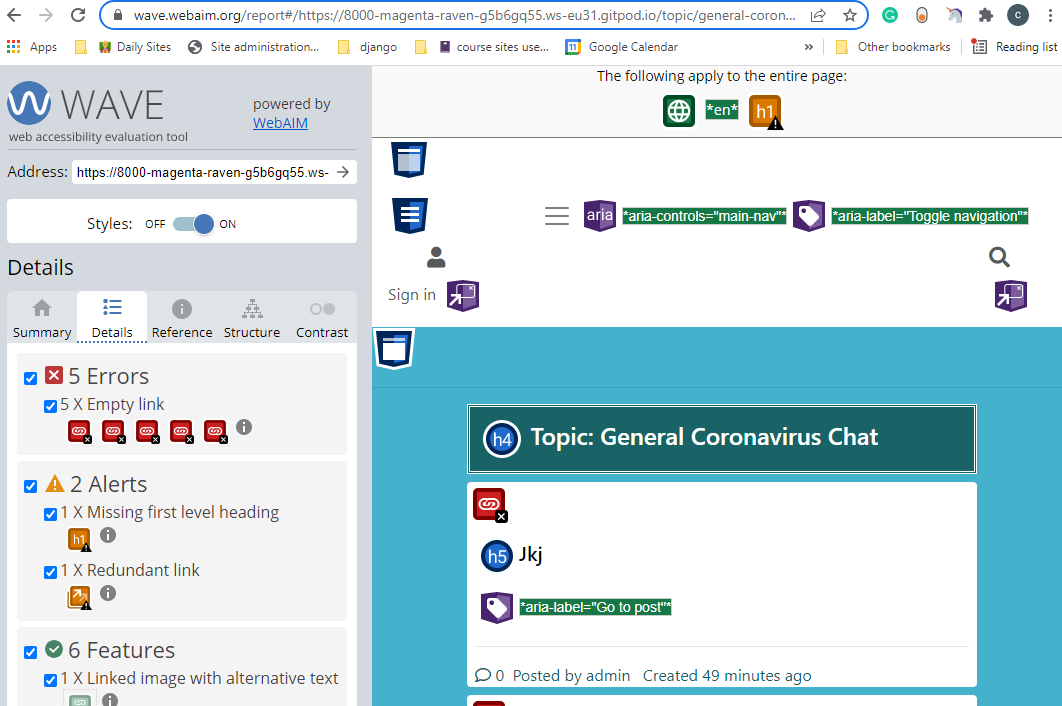 wave.webaim.org/report#/https://8000-magenta-raven-g5b6gq55.ws-eu31.gitpod.io/topic/general-coron...
c
Apps Daily Sites Site administration... django course sites use... 11 Google Calendar » Other bookmarks Reading list
WAVE
web accessibility evaluation tool
powered by
WebAIM
Address: https://8000-magenta-raven-g5b6gq55.ws-
Styles: OFF ON
Details
Summary Details Reference Structure Contrast
5 Errors
5 X Empty link
2 Alerts
1 X Missing first level heading
h1
1 X Redundant link
6 Features
1 X Linked image with alternative text
The following apply to the entire page:
*en* h1
aria *aria-controls="main-nav"* *aria-label="Toggle navigation"*
Sign in
h4 Topic: General Coronavirus Chat
h5 Jkj
*aria-label="Go to post"*
0 Posted by admin Created 49 minutes ago